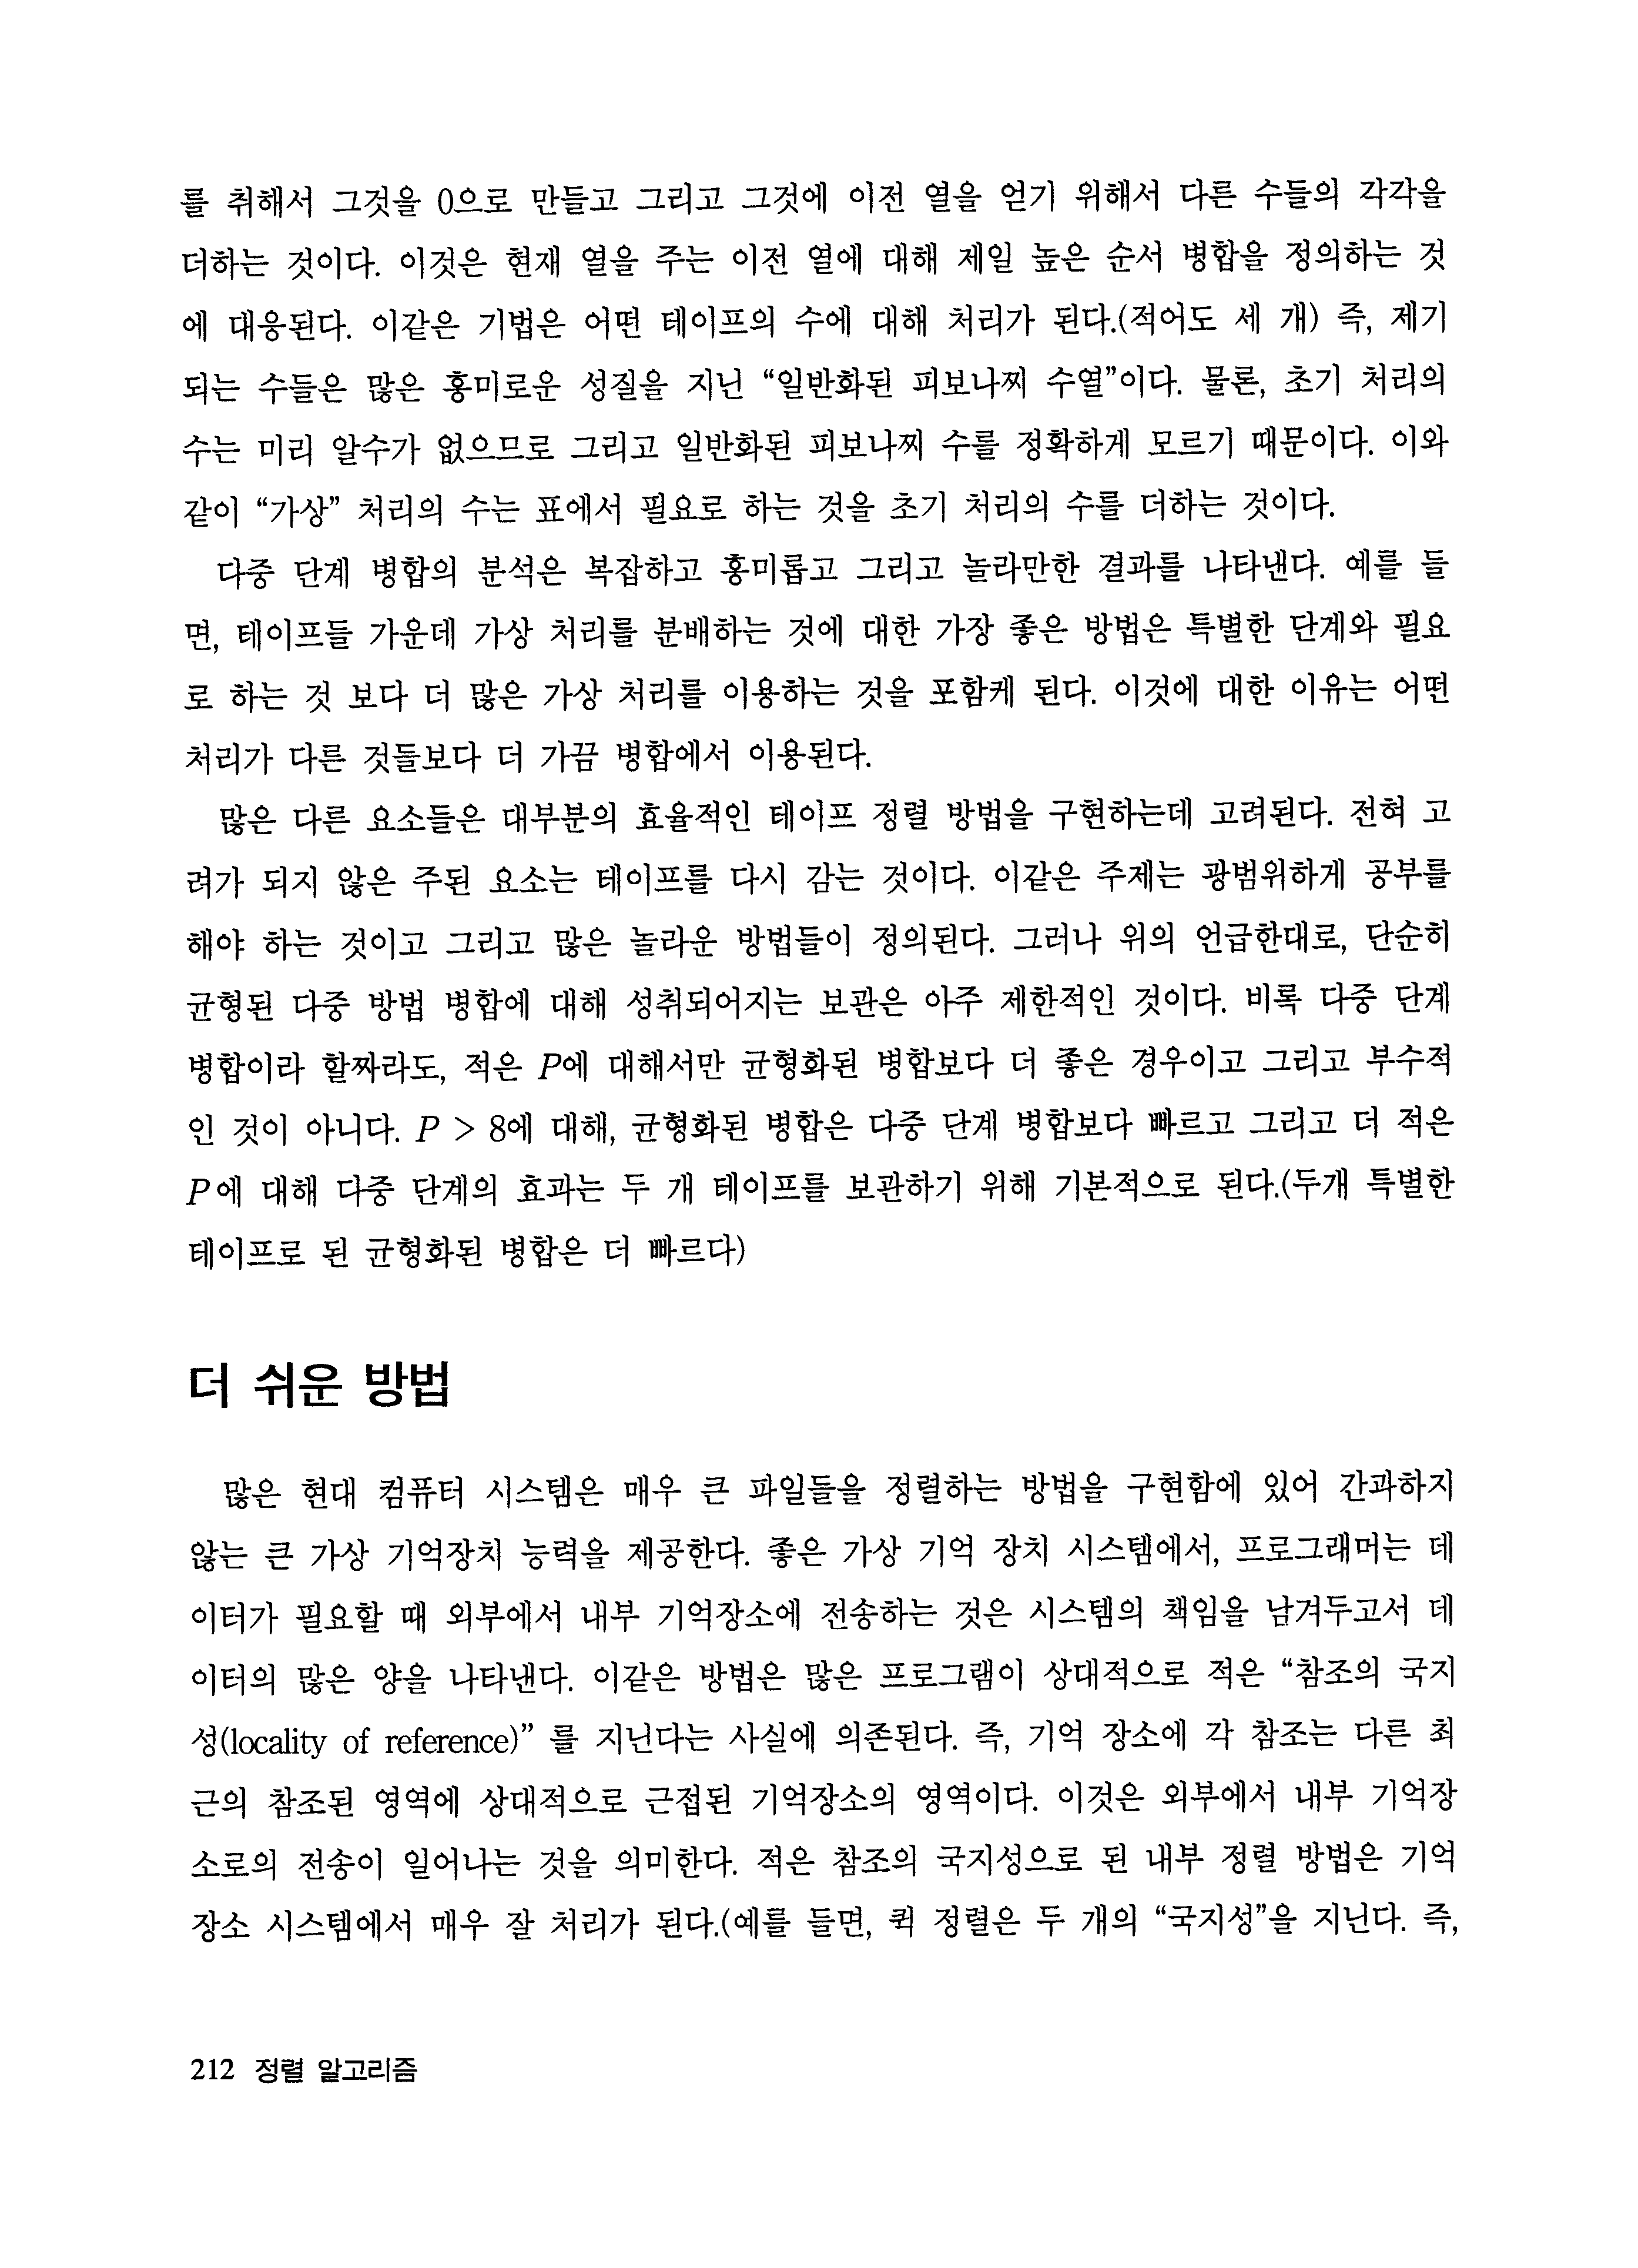 를 취해서 그것을 0으로 만들고 그리고 그것에 이전 열을 얻기 위해서 다른 수들의 각각을
더하는 것이다. 이것은 현재 열을 주는 이전 열에 대해 제일 높은 순서 병합을 정의하는 것
에 대응된다. 이같은 기법은 어떤 테이프의 수에 대해 처리가 된다.(적어도 세 개) 즉, 제기
되는 수들은 많은 흥미로운 성질을 지닌 “일반화된 피보나찌 수열”이다. 물론, 초기 처리의
수는 미리 알수가 없으므로 그리고 일반화된 피보나찌 수를 정확하게 모르기 때문이다. 이와
같이 “가상” 처리의 수는 표에서 필요로 하는 것을 초기 처리의 수를 더하는 것이다.
다중 단계 병합의 분석은 복잡하고 흥미롭고 그리고 놀라만한 결과를 나타낸다. 예를 들
면, 테이프들 가운데 가상 처리를 분배하는 것에 대한 가장 좋은 방법은 특별한 단계와 필요
로 하는 것 보다 더 많은 가상 처리를 이용하는 것을 포함케 된다. 이것에 대한 이유는 어떤
처리가 다른 것들보다 더 가끔 병합에서 이용된다.
많은 다른 요소들은 대부분의 효율적인 테이프 정렬 방법을 구현하는데 고려된다. 전혀 고
려가 되지 않은 주된 요소는 테이프를 다시 감는 것이다. 이같은 주제는 광범위하게 공부를
해야 하는 것이고 그리고 많은 놀라운 방법들이 정의된다. 그러나 위의 언급한대로, 단순히
균형된 다중 방법 병합에 대해 성취되어지는 보관은 아주 제한적인 것이다. 비록 다중 단계
병합이라 할짜라도, 적은 P에 대해서만 균형화된 병합보다 더 좋은 경우이고 그리고 부수적
인 것이 아니다. P > 8에 대해, 균형화된 병합은 다중 단계 병합보다 빠르고 그리고 더 적은
P에 대해 다중 단계의 효과는 두 개 테이프를 보관하기 위해 기본적으로 된다.(두개 특별한
테이프로 된 균형화된 병합은 더 빠르다)
더 쉬운 방법
많은 현대 컴퓨터 시스템은 매우 큰 파일들을 정렬하는 방법을 구현함에 있어 간과하지
않는 큰 가상 기억장치 능력을 제공한다. 좋은 가상 기억 장치 시스템에서, 프로그래머는 데
이터가 필요할 때 외부에서 내부 기억장소에 전송하는 것은 시스템의 책임을 남겨두고서 데
이터의 많은 양을 나타낸다. 이같은 방법은 많은 프로그램이 상대적으로 적은 “참조의 국지
성(locality of reference)” 를 지닌다는 사실에 의존된다. 즉, 기억 장소에 각 참조는 다른 최
근의 참조된 영역에 상대적으로 근접된 기억장소의 영역이다. 이것은 외부에서 내부 기억장
소로의 전송이 일어나는 것을 의미한다. 적은 참조의 국지성으로 된 내부 정렬 방법은 기억
장소 시스템에서 매우 잘 처리가 된다.(예를 들면, 퀵 정렬은 두 개의 “국지성”을 지닌다. 즉,
212 정렬 알고리즘